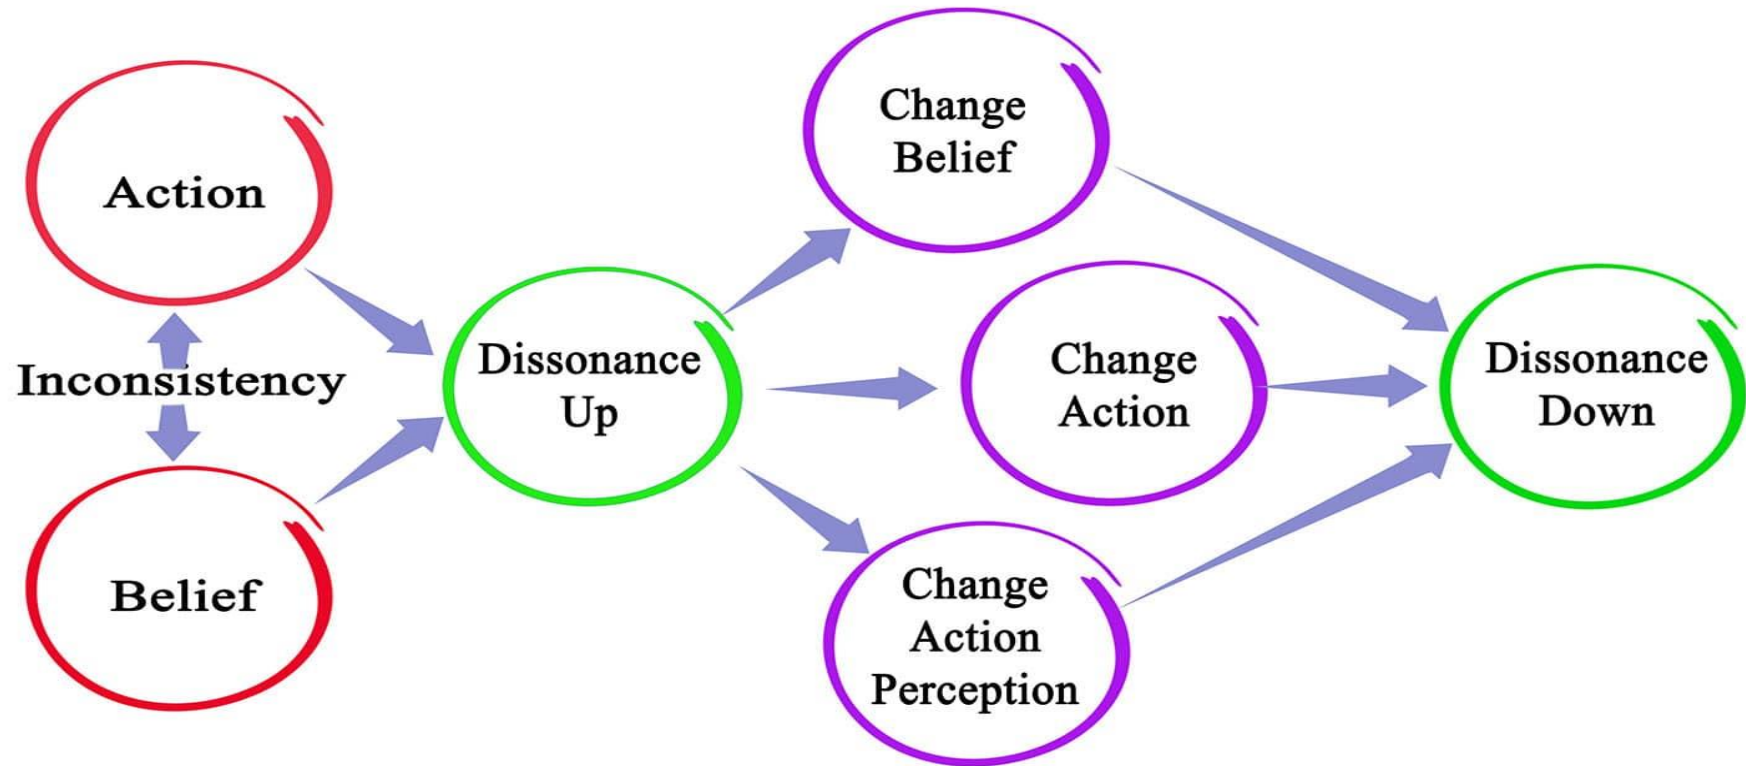 Action
Inconsistency
Belief
Dissonance
Up
Change
Belief
Change
Action
Change
Action
Perception
Dissonance
Down